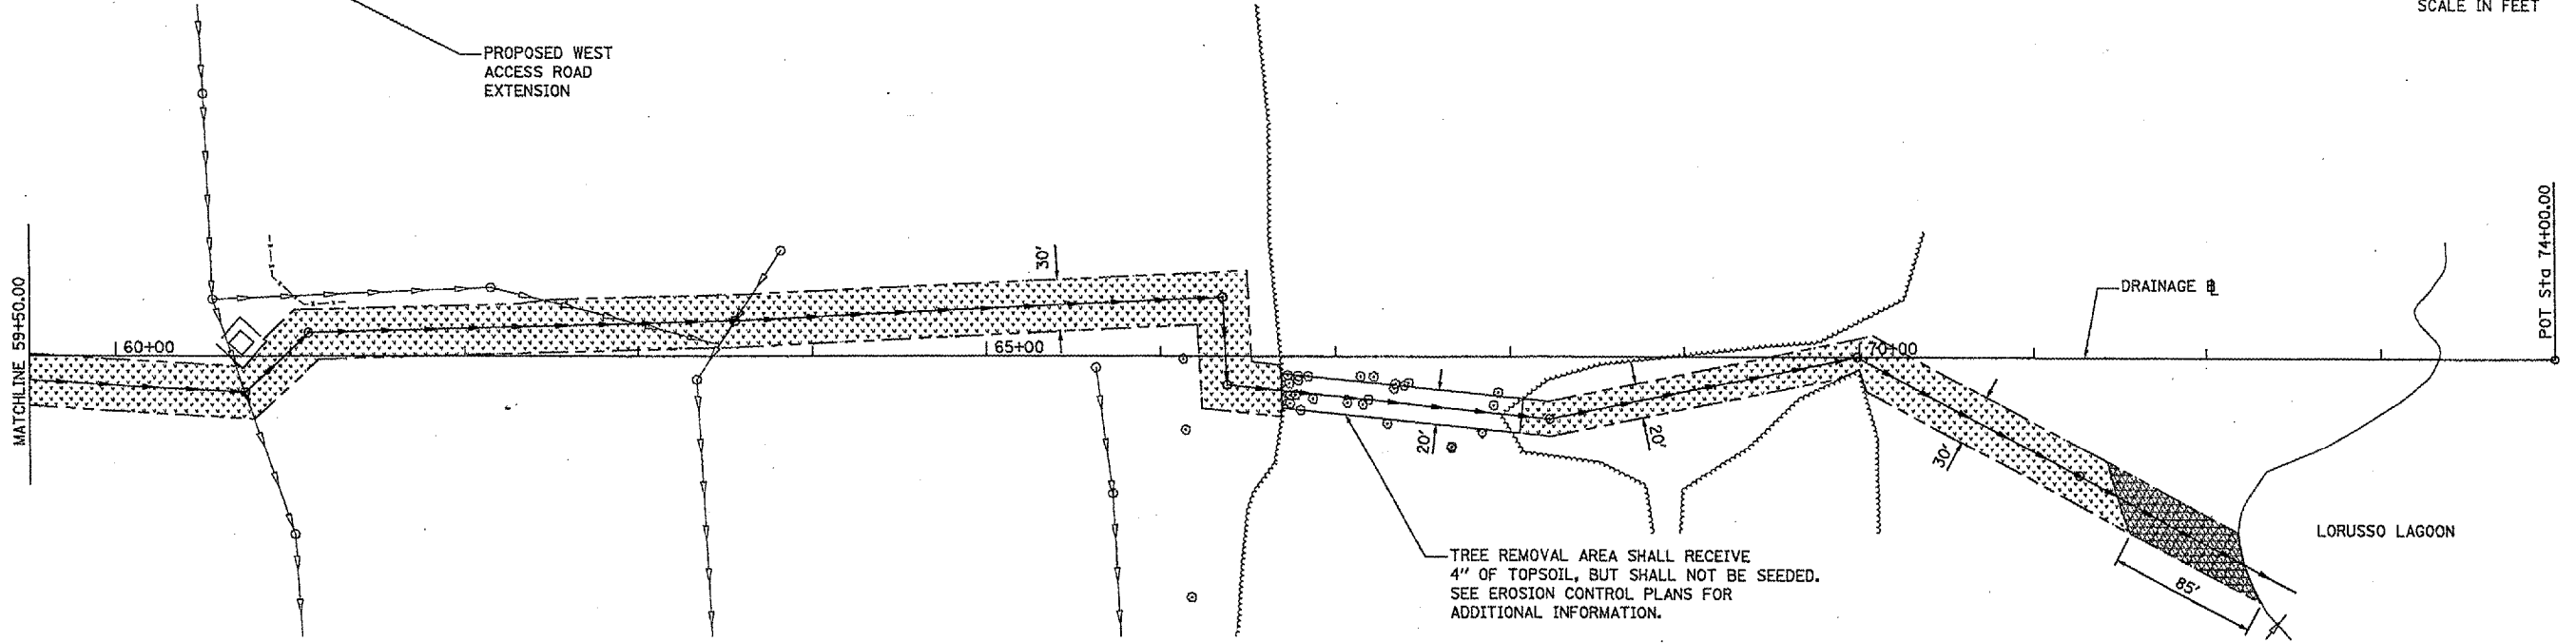 SCALE IN FEET
PROPOSED WEST
ACCESS ROAD
EXTENSION
MATCHLINE 59+50.00
60+00
30'
65+00
70+00
DRAINAGE ⅊
POT Sta 74+00.00
20'
20'
30'
LORUSSO LAGOON
85'
TREE REMOVAL AREA SHALL RECEIVE
4" OF TOPSOIL, BUT SHALL NOT BE SEEDED.
SEE EROSION CONTROL PLANS FOR
ADDITIONAL INFORMATION.